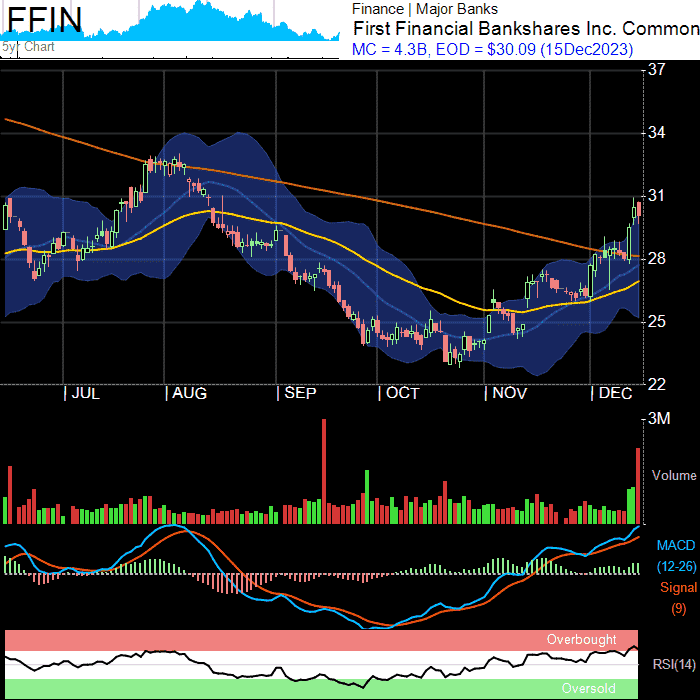 FFIN
5yr Chart
Finance | Major Banks
First Financial Bankshares Inc. Common
MC = 4.3B, EOD = $30.09 (15Dec2023)
37
34
31
28
25
22
| JUL | AUG | SEP | OCT | NOV | DEC
3M
Volume
MACD
(12-26)
Signal
(9)
Overbought
RSI(14)
Oversold